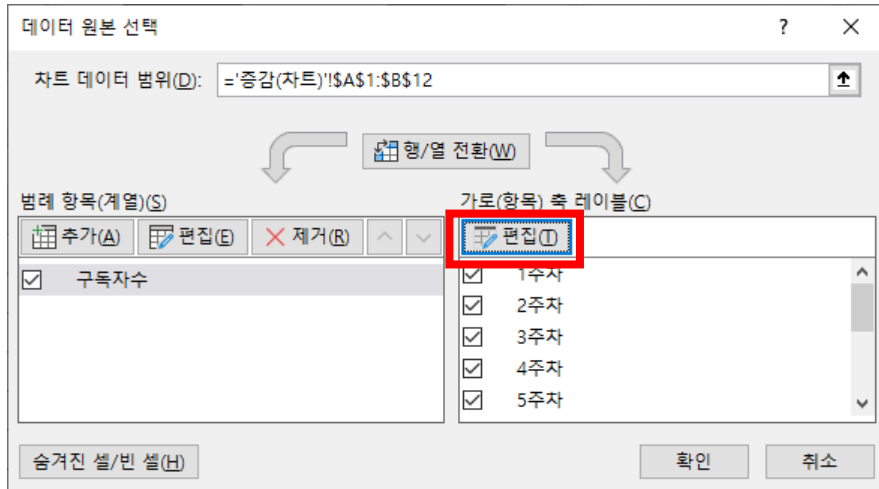 데이터 원본 선택 ?
차트 데이터 범위(D): ='증감(차트)'!$A$1:$B$12
행/열 전환(W)
범례 항목(계열)(S)
가로(항목) 축 레이블(C)
추가(A) 편집(E) 제거(R)
편집(T)
구독자수
1주차
2주차
3주차
4주차
5주차
숨겨진 셀/빈 셀(H)
확인 취소